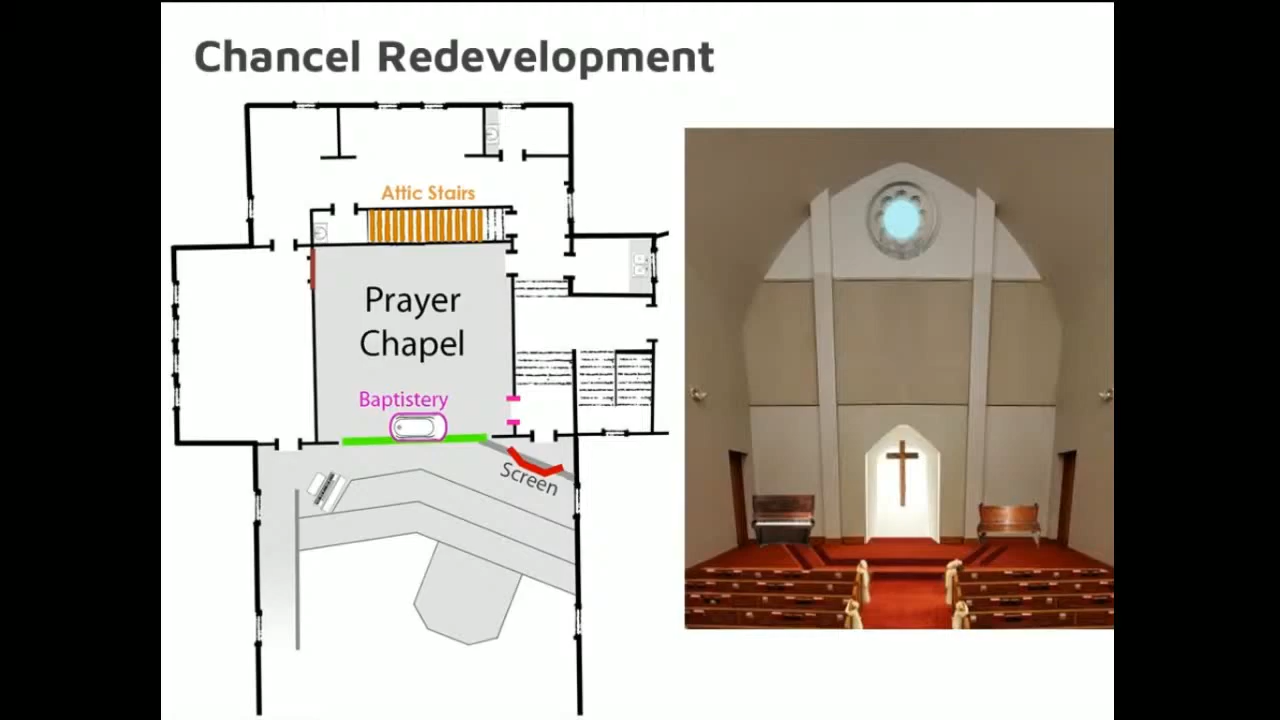 Chancel Redevelopment
Attic Stairs
Prayer
Chapel
Baptistery
Screen